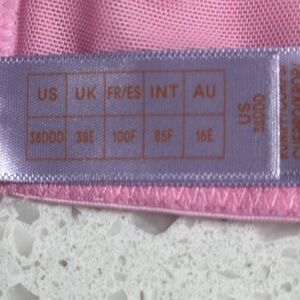 US UK FR/ES INT AU
38DDD 38E 100F 85F 16E
US
38DDD